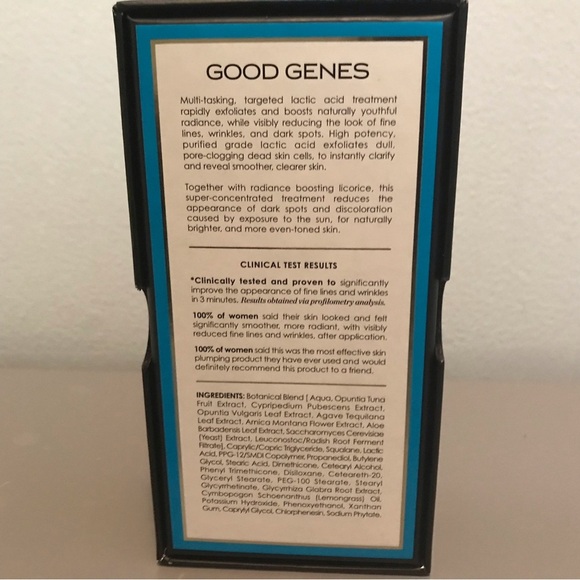 GOOD GENES
Multi-tasking, targeted lactic acid treatment
rapidly exfoliates and boosts naturally youthful
radiance, while visibly reducing the look of fine
lines, wrinkles, and dark spots. High potency,
purified grade lactic acid exfoliates dull,
pore-clogging dead skin cells, to instantly clarify
and reveal smoother, clearer skin.
Together with radiance boosting licorice, this
super-concentrated treatment reduces the
appearance of dark spots and discoloration
caused by exposure to the sun, for naturally
brighter, and more even-toned skin.
CLINICAL TEST RESULTS
*Clinically tested and proven to significantly
improve the appearance of fine lines and wrinkles
in 3 minutes. Results obtained via profilometry analysis.
100% of women said their skin looked and felt
significantly smoother, more radiant, with visibly
reduced fine lines and wrinkles, after application.
100% of women said this was the most effective skin
plumping product they have ever used and would
definitely recommend this product to a friend.
INGREDIENTS: Botanical Blend [ Aqua, Opuntia Tuna
Fruit Extract, Cypripedium Pubescens Extract,
Opuntia Vulgaris Leaf Extract, Agave Tequilana
Leaf Extract, Arnica Montana Flower Extract, Aloe
Barbadensis Leaf Extract, Saccharomyces Cerevisiae
(Yeast) Extract, Leuconostoc/Radish Root Ferment
Filtrate], Caprylic/Capric Triglyceride, Squalane, Lactic
Acid, PPG-12/SMDI Copolymer, Propanediol, Butylene
Glycol, Stearic Acid, Dimethicone, Cetearyl Alcohol,
Phenyl Trimethicone, Disiloxane, Ceteareth-20,
Glyceryl Stearate, PEG-100 Stearate, Stearyl
Glycyrrhetinate, Glycyrrhiza Glabra Root Extract,
Cymbopogon Schoenanthus (Lemongrass) Oil,
Potassium Hydroxide, Phenoxyethanol, Xanthan
Gum, Caprylyl Glycol, Chlorphenesin, Sodium Phytate.